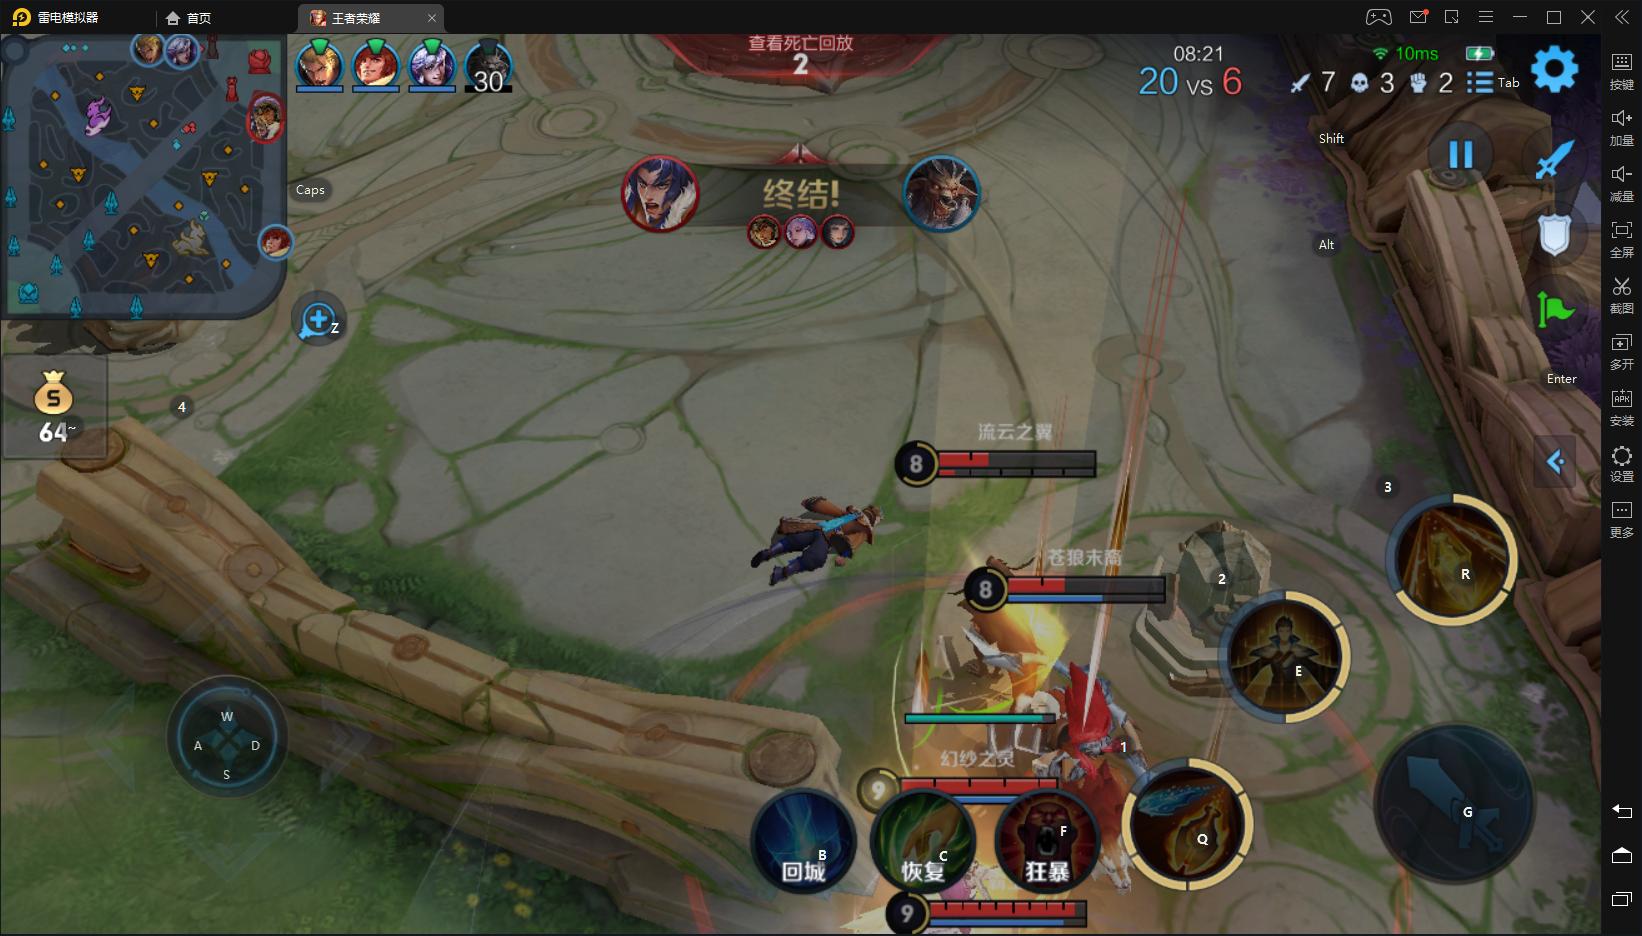 雷电模拟器
首页
王者荣耀
查看死亡回放
2
30
08:21
20 VS 6
10ms
7
3
2
Tab
Shift
Caps
终结!
Alt
Z
Enter
64~
4
流云之翼
8
3
苍狼末裔
8
2
R
E
W
A
D
S
1
幻纱之灵
9
G
Q
B
回城
C
恢复
F
狂暴
9
按键
加量
减量
全屏
截图
多开
APK
安装
设置
更多